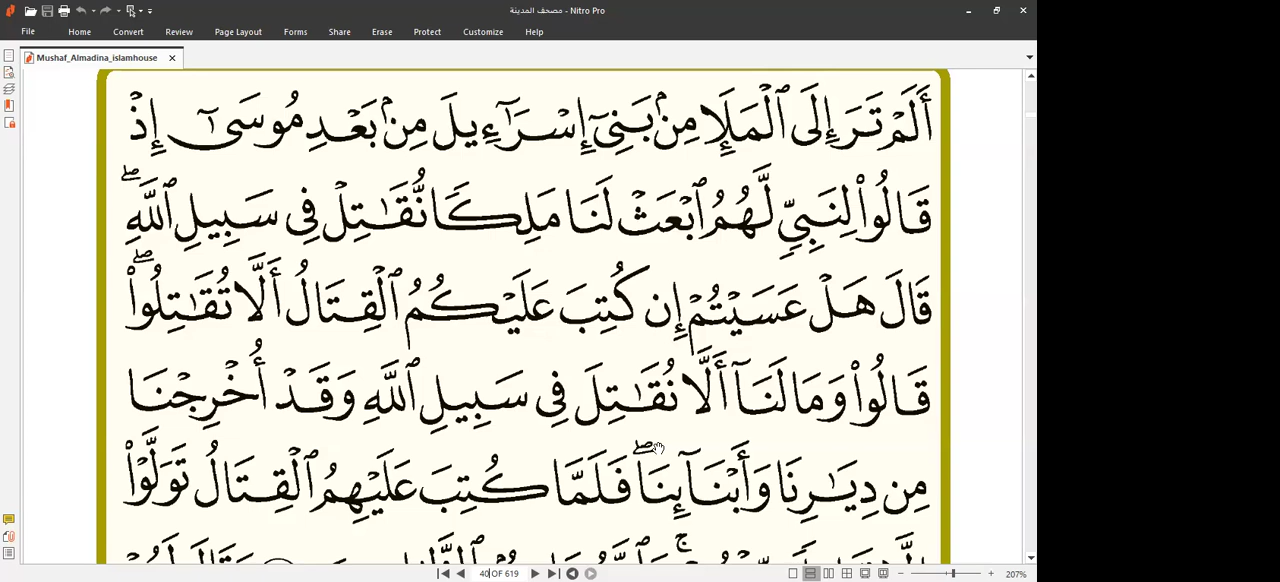 مصحف المدينة - Nitro Pro
File Home Convert Review Page Layout Forms Share Erase Protect Customize Help
Mushaf_Almadina_islamhouse
أَلَمْ تَرَ إِلَى ٱلْمَلَإِ مِنۢ بَنِىٓ إِسْرَٰٓءِيلَ مِنۢ بَعْدِ مُوسَىٰٓ إِذْ
قَالُوا۟ لِنَبِىٍّ لَّهُمُ ٱبْعَثْ لَنَا مَلِكًا نُّقَٰتِلْ فِى سَبِيلِ ٱللَّهِ ۖ
قَالَ هَلْ عَسَيْتُمْ إِن كُتِبَ عَلَيْكُمُ ٱلْقِتَالُ أَلَّا تُقَٰتِلُوا۟ ۖ
قَالُوا۟ وَمَا لَنَآ أَلَّا نُقَٰتِلَ فِى سَبِيلِ ٱللَّهِ وَقَدْ أُخْرِجْنَا
مِن دِيَٰرِنَا وَأَبْنَآئِنَا ۖ فَلَمَّا كُتِبَ عَلَيْهِمُ ٱلْقِتَالُ تَوَلَّوْا۟
40 OF 619
207%